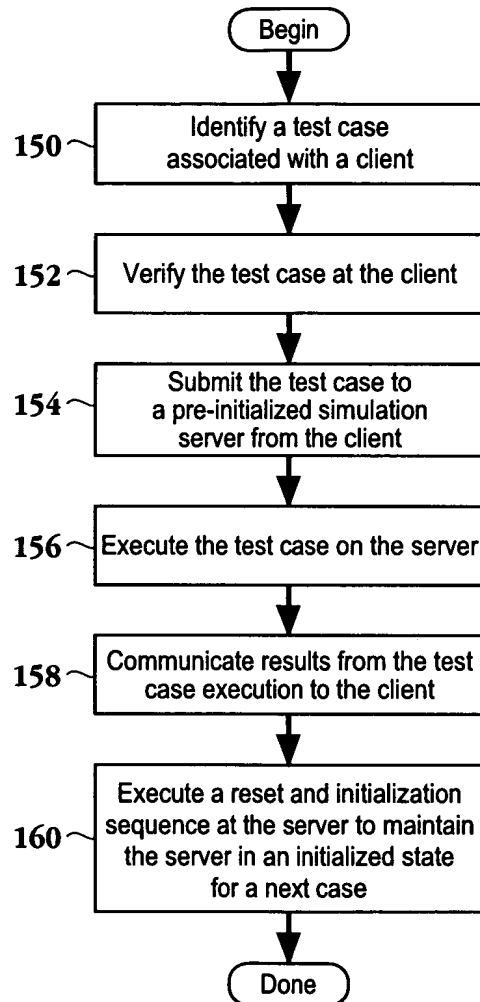 Begin
150
Identify a test case
associated with a client
152
Verify the test case at the client
154
Submit the test case to
a pre-initialized simulation
server from the client
156
Execute the test case on the server
158
Communicate results from the test
case execution to the client
160
Execute a reset and initialization
sequence at the server to maintain
the server in an initialized state
for a next case
Done